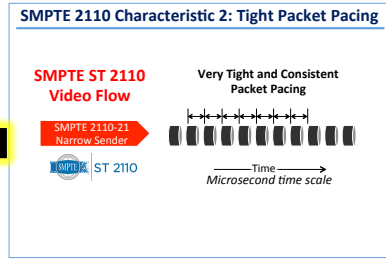 SMPTE 2110 Characteristic 2: Tight Packet Pacing
SMPTE ST 2110
Video Flow
Very Tight and Consistent
Packet Pacing
SMPTE 2110-21
Narrow Sender
SMPTE ST 2110
Time
Microsecond time scale